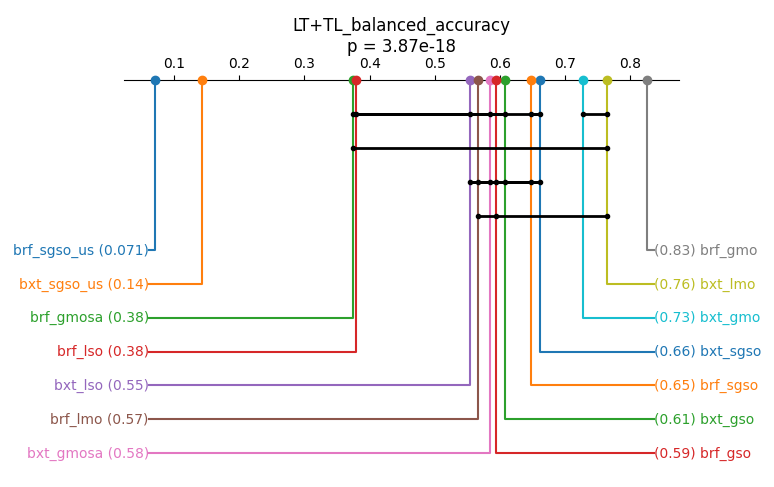 LT+TL_balanced_accuracy
p = 3.87e-18
0.1 0.2 0.3 0.4 0.5 0.6 0.7 0.8
brf_sgso_us (0.071) (0.83) brf_gmo
bxt_sgso_us (0.14) (0.76) bxt_lmo
brf_gmosa (0.38) (0.73) bxt_gmo
brf_lso (0.38) (0.66) bxt_sgso
bxt_lso (0.55) (0.65) brf_sgso
brf_lmo (0.57) (0.61) bxt_gso
bxt_gmosa (0.58) (0.59) brf_gso